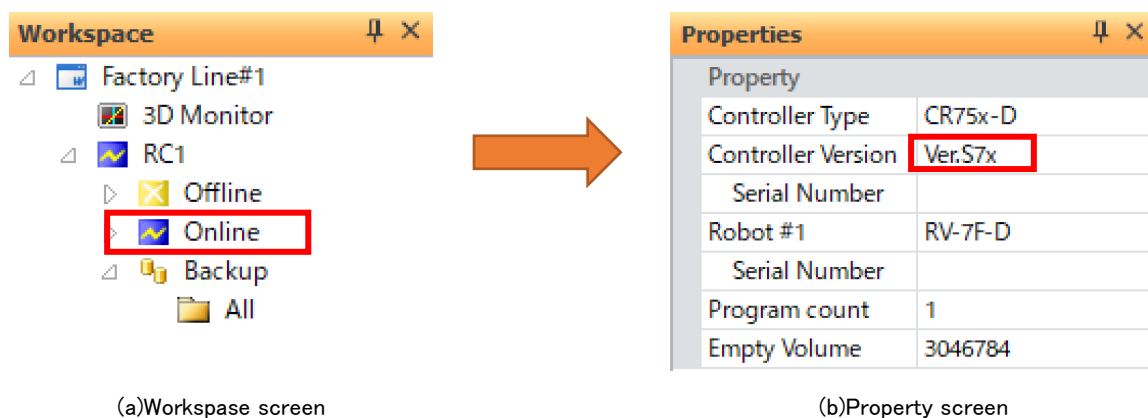 Workspace
Factory Line#1
3D Monitor
RC1
Offline
Online
Backup
All
(a)Workspase screen
Properties
Property
Controller Type CR75x-D
Controller Version Ver.S7x
Serial Number
Robot #1 RV-7F-D
Serial Number
Program count 1
Empty Volume 3046784
(b)Property screen